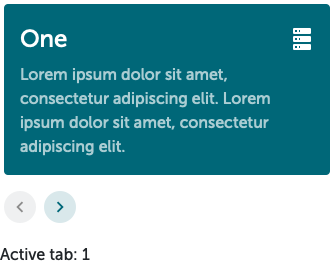 One
Lorem ipsum dolor sit amet,
consectetur adipiscing elit. Lorem
ipsum dolor sit amet, consectetur
adipiscing elit.
Active tab: 1